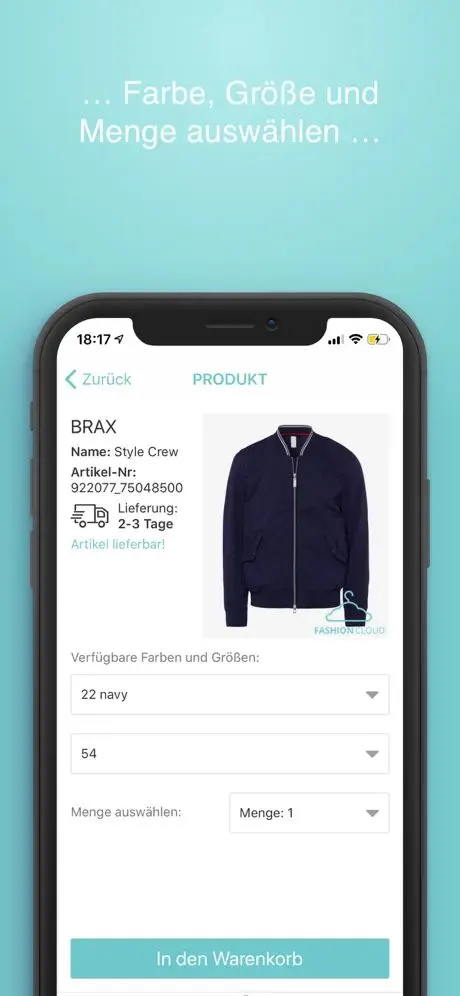 ... Farbe, Größe und
Menge auswählen ...
18:17
Zurück
PRODUKT
BRAX
Name: Style Crew
Artikel-Nr:
922077_75048500
Lieferung:
2-3 Tage
Artikel lieferbar!
FASHION CLOUD
Verfügbare Farben und Größen:
22 navy
54
Menge auswählen:
Menge: 1
In den Warenkorb